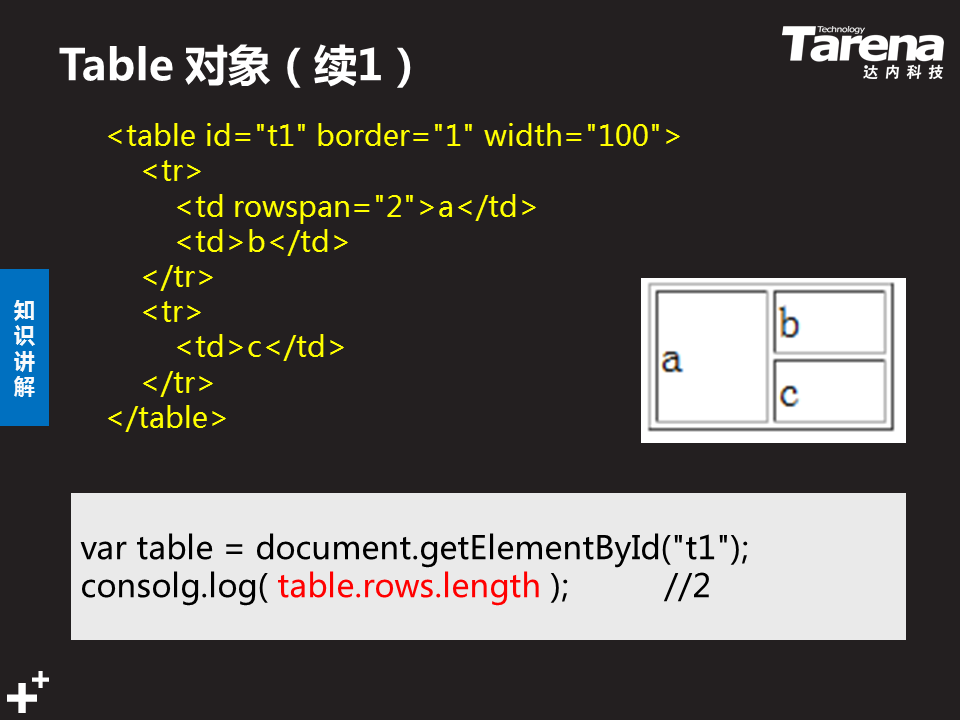 Table 对象（续1）
Technology
Tarena
达内科技
<table id="t1" border="1" width="100">
<tr>
<td rowspan="2">a</td>
<td>b</td>
</tr>
<tr>
<td>c</td>
</tr>
</table>
知识讲解
a
b
c
var table = document.getElementById("t1");
consolg.log( table.rows.length ); //2